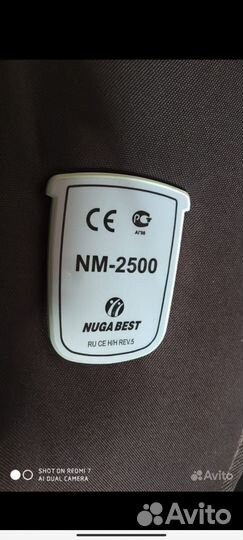 CE PC
АГ98
NM-2500
NUGA BEST
RU CE H/H REV.5
SHOT ON REDMI 7
AI DUAL CAMERA
Avito
Avito